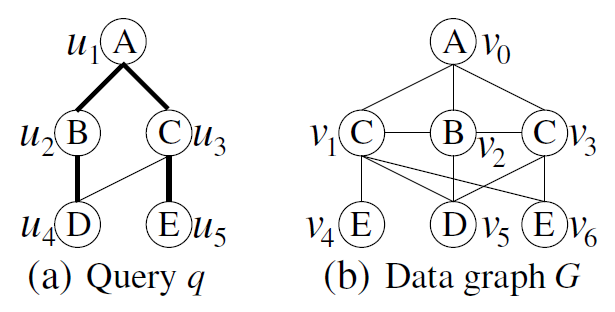 u1 A A v0
u2 B C u3 v1 C B v2 C v3
u4 D E u5 v4 E D v5 E v6
(a) Query q (b) Data graph G